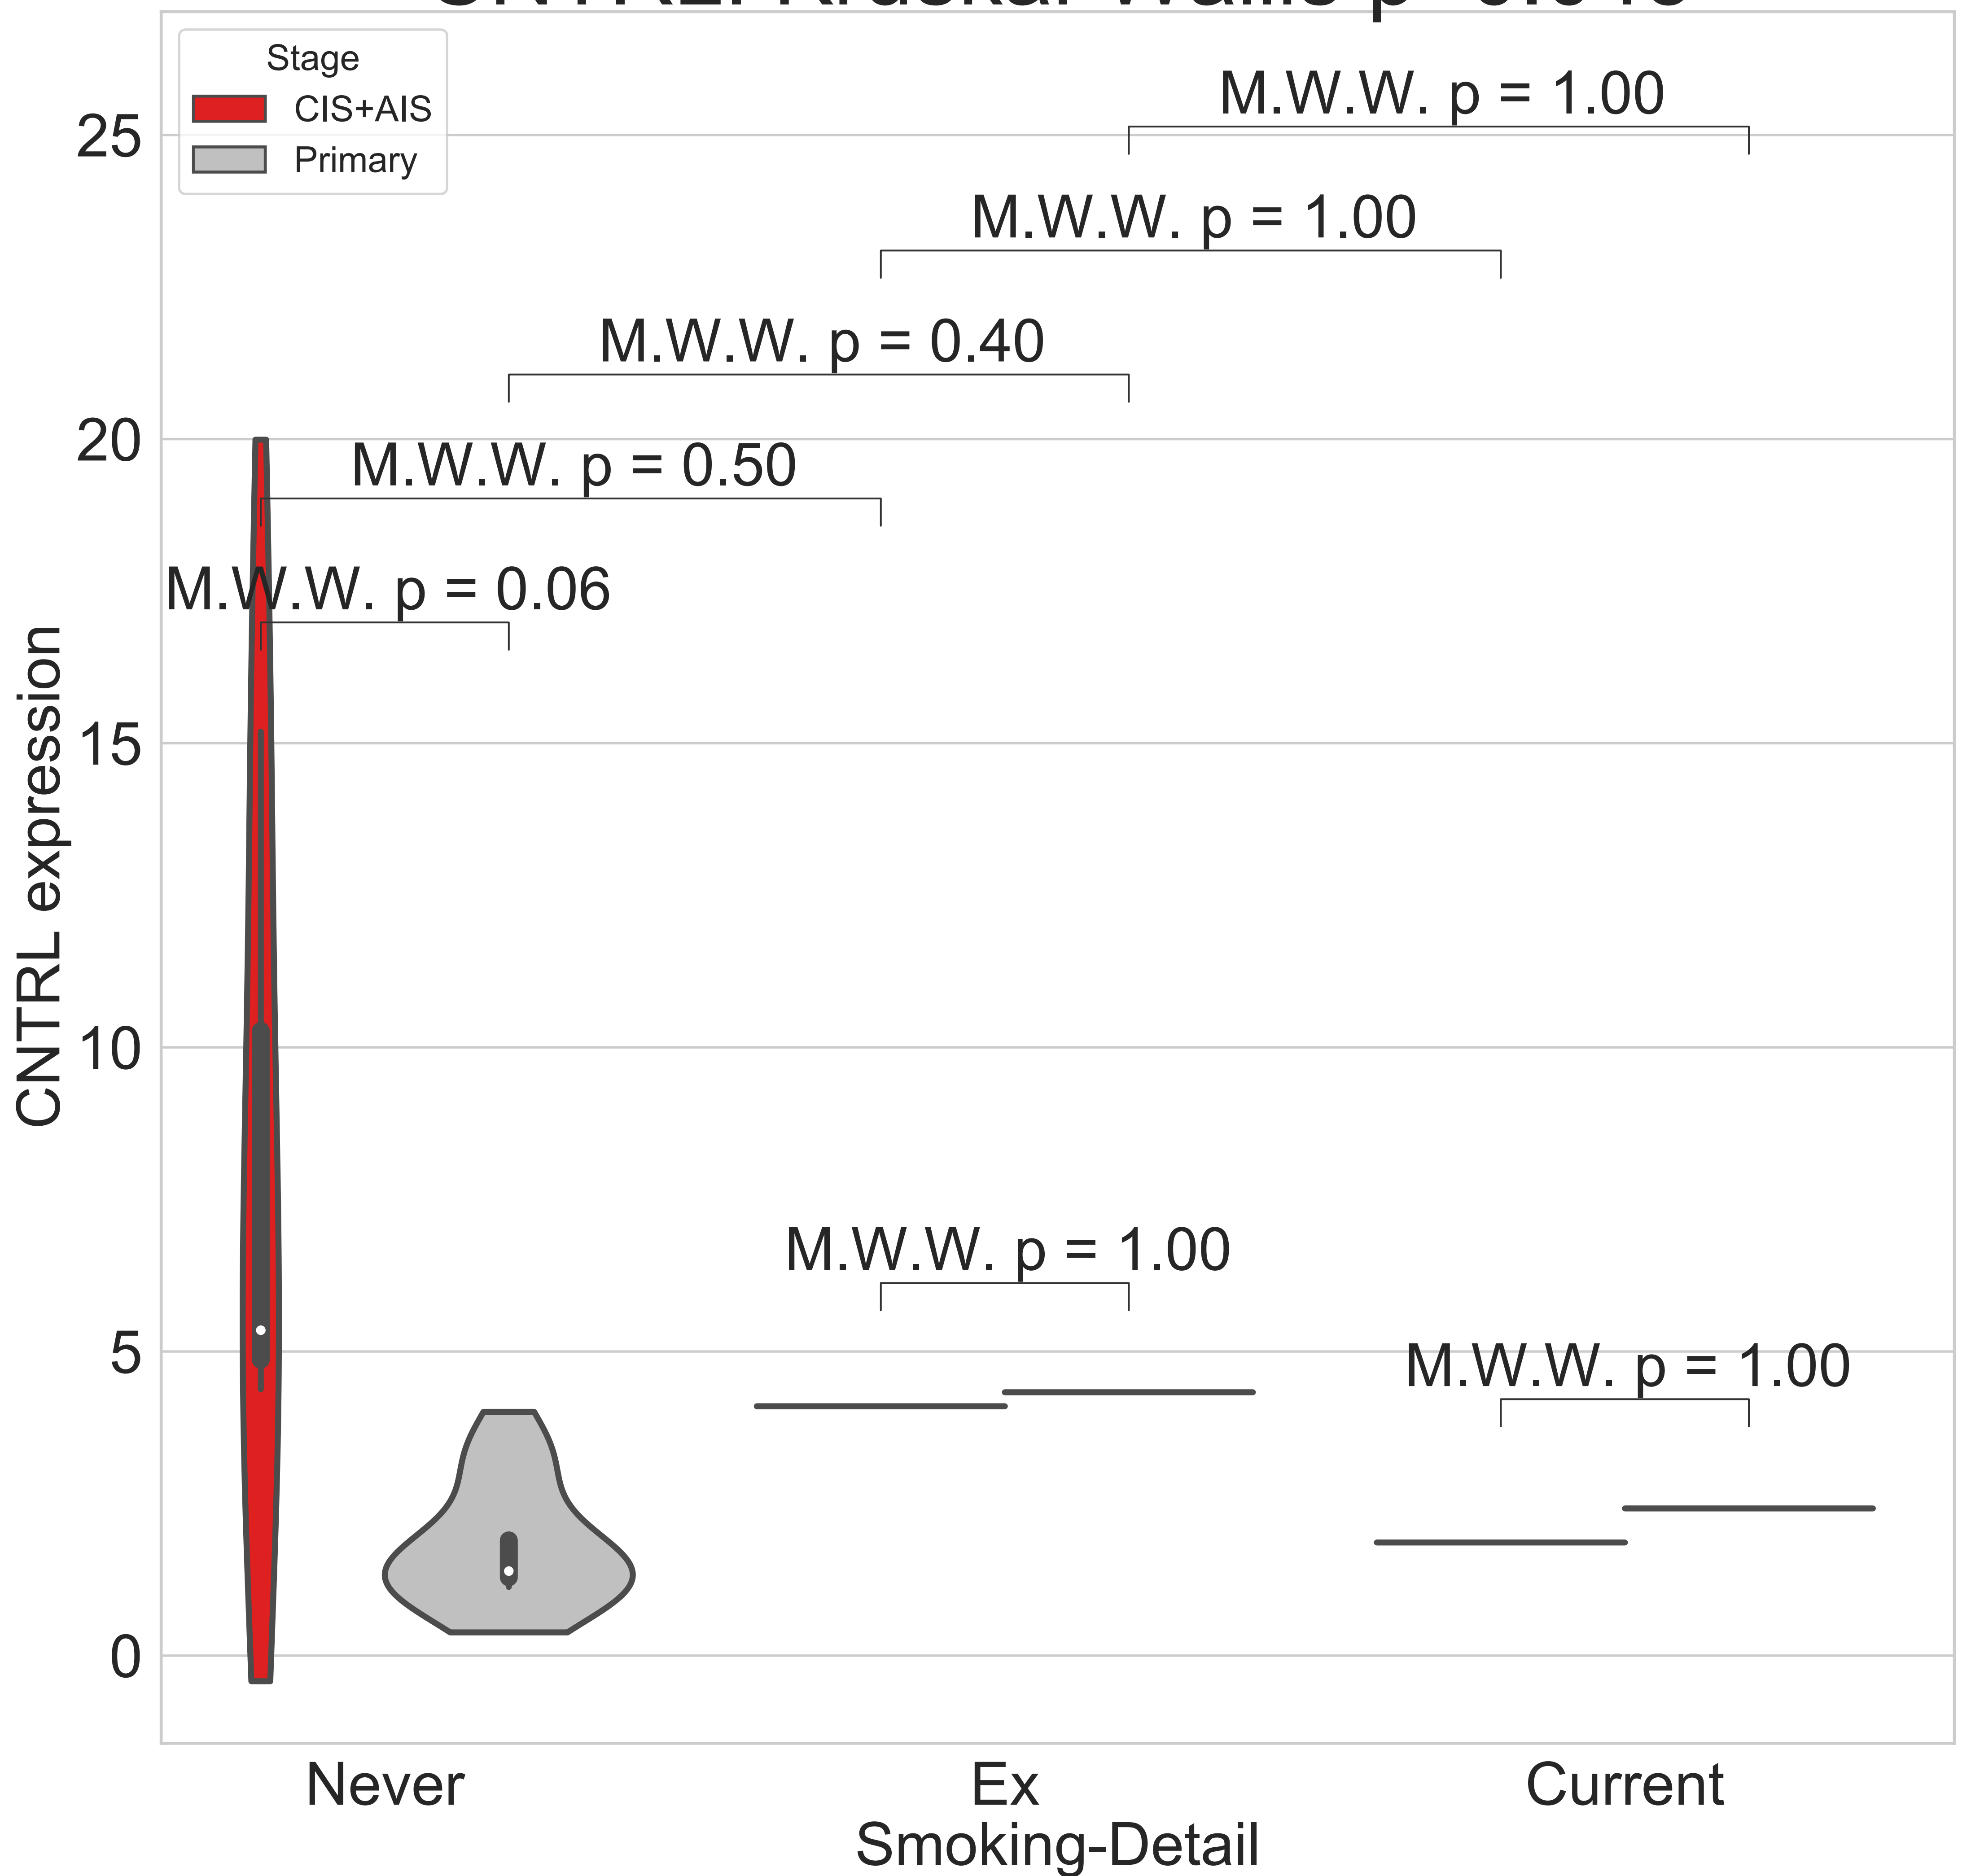 Stage
CIS+AIS
Primary
M.W.W. p = 1.00
M.W.W. p = 1.00
M.W.W. p = 0.40
M.W.W. p = 0.50
M.W.W. p = 0.06
M.W.W. p = 1.00
M.W.W. p = 1.00
25
20
15
10
5
0
CNTRL expression
Never
Ex
Current
Smoking-Detail